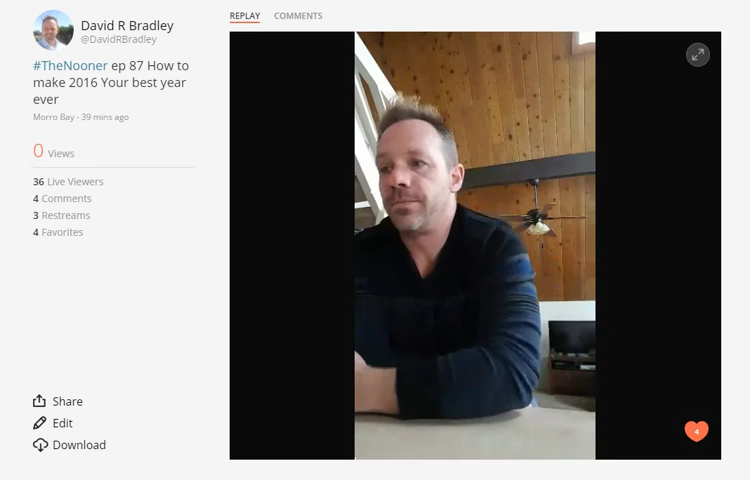 David R Bradley
@DavidRBradley
#TheNooner ep 87 How to
make 2016 Your best year
ever
Morro Bay - 39 mins ago
0 Views
36 Live Viewers
4 Comments
3 Restreams
4 Favorites
Share
Edit
Download
REPLAY COMMENTS
4